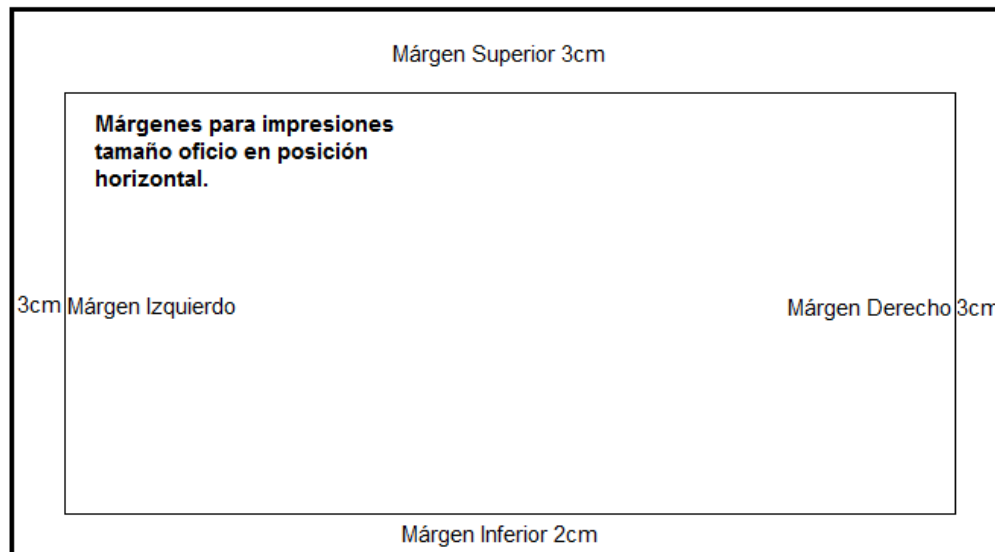 Márgen Superior 3cm
Márgenes para impresiones
tamaño oficio en posición
horizontal.
3cm Márgen Izquierdo
Márgen Derecho 3cm
Márgen Inferior 2cm